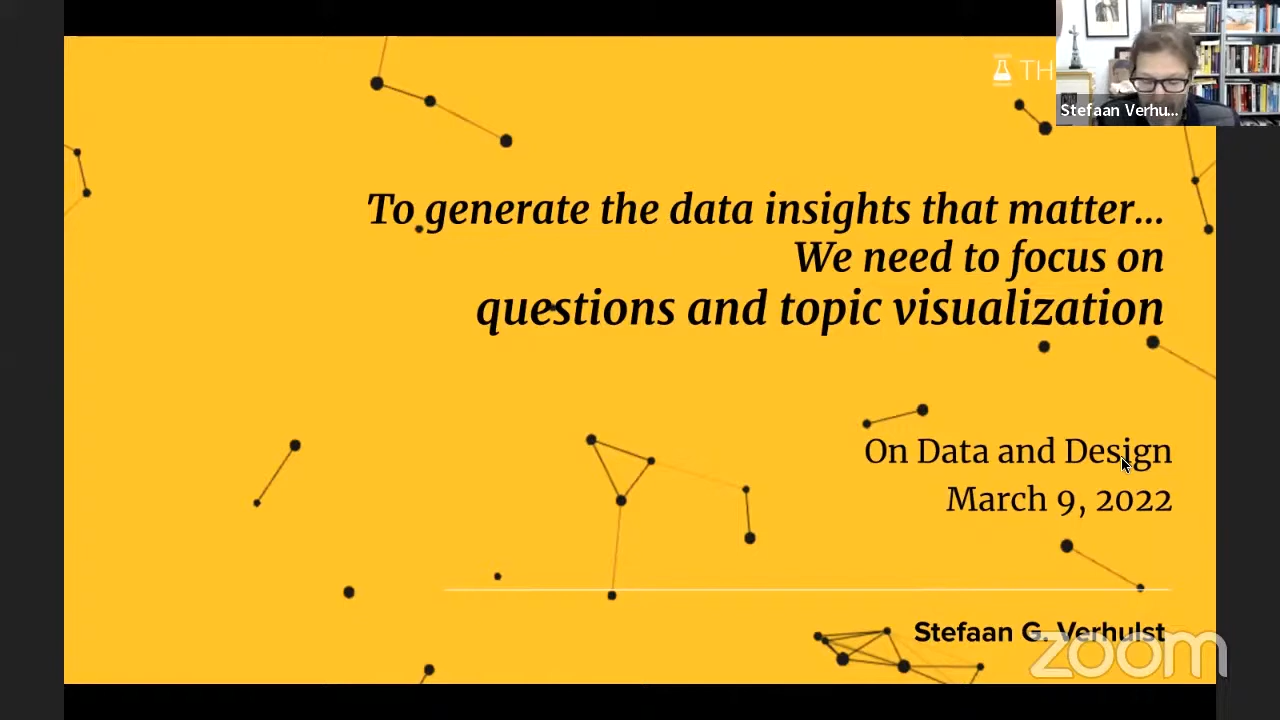 TH
Stefaan Verhu...
To generate the data insights that matter...
We need to focus on
questions and topic visualization
On Data and Design
March 9, 2022
Stefaan G. Verhulst
zoom